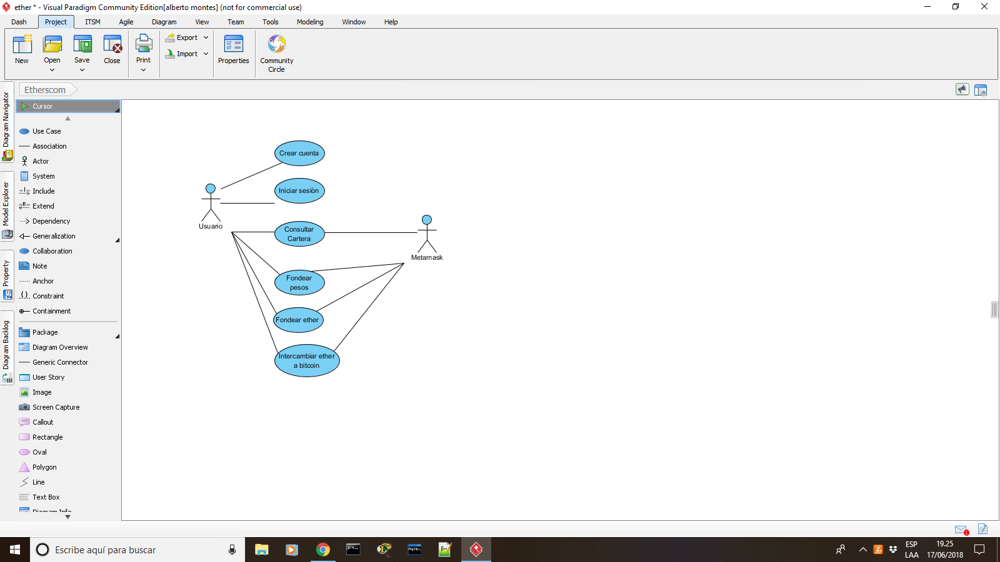 ether * - Visual Paradigm Community Edition[alberto montes] (not for commercial use)
Dash Project ITSM Agile Diagram View Team Tools Modeling Window Help
New Open Save Close Print Export Import Properties Community Circle
Etherscom
Diagram Navigator
Model Explorer
Property
Diagram Backlog
Cursor
Use Case
Association
Actor
System
Include
Extend
Dependency
Generalization
Collaboration
Note
Anchor
Constraint
Containment
Package
Diagram Overview
Generic Connector
User Story
Image
Screen Capture
Callout
Rectangle
Oval
Polygon
Line
Text Box
Diagram Info
Crear cuenta
Iniciar sesiòn
Usuario
Consultar
Cartera
Metamask
Fondear
pesos
Fondear ether
Intercambiar ether
a bitcoin
Escribe aquí para buscar
ESP
LAA
19.25
17/06/2018